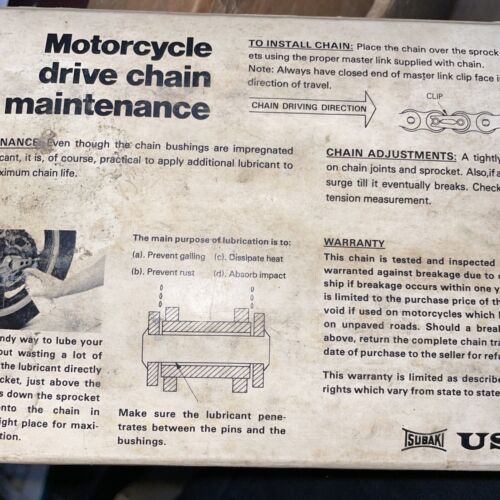 Motorcycle
drive chain
maintenance
TO INSTALL CHAIN: Place the chain over the sprock
ets using the proper master link supplied with chain.
Note: Always have closed end of master link clip face i
direction of travel.
CHAIN DRIVING DIRECTION
CLIP
NANCE: Even though the chain bushings are impregnated
cant, it is, of course, practical to apply additional lubricant to
ximum chain life.
CHAIN ADJUSTMENTS: A tightly
on chain joints and sprocket. Also, if a
surge till it eventually breaks. Check
tension measurement.
The main purpose of lubrication is to:
(a). Prevent galling (c). Dissipate heat
(b). Prevent rust (d). Absorb impact
ndy way to lube your
out wasting a lot of
the lubricant directly
cket, just above the
s down the sprocket
onto the chain in
ight place for maxi-
tion.
Make sure the lubricant pene-
trates between the pins and the
bushings.
WARRANTY
This chain is tested and inspected
warranted against breakage due to
ship if breakage occurs within one y
is limited to the purchase price of t
void if used on motorcycles which
on unpaved roads. Should a brea
above, return the complete chain tra
date of purchase to the seller for ref
This warranty is limited as describe
rights which vary from state to state
SUBAKI
US